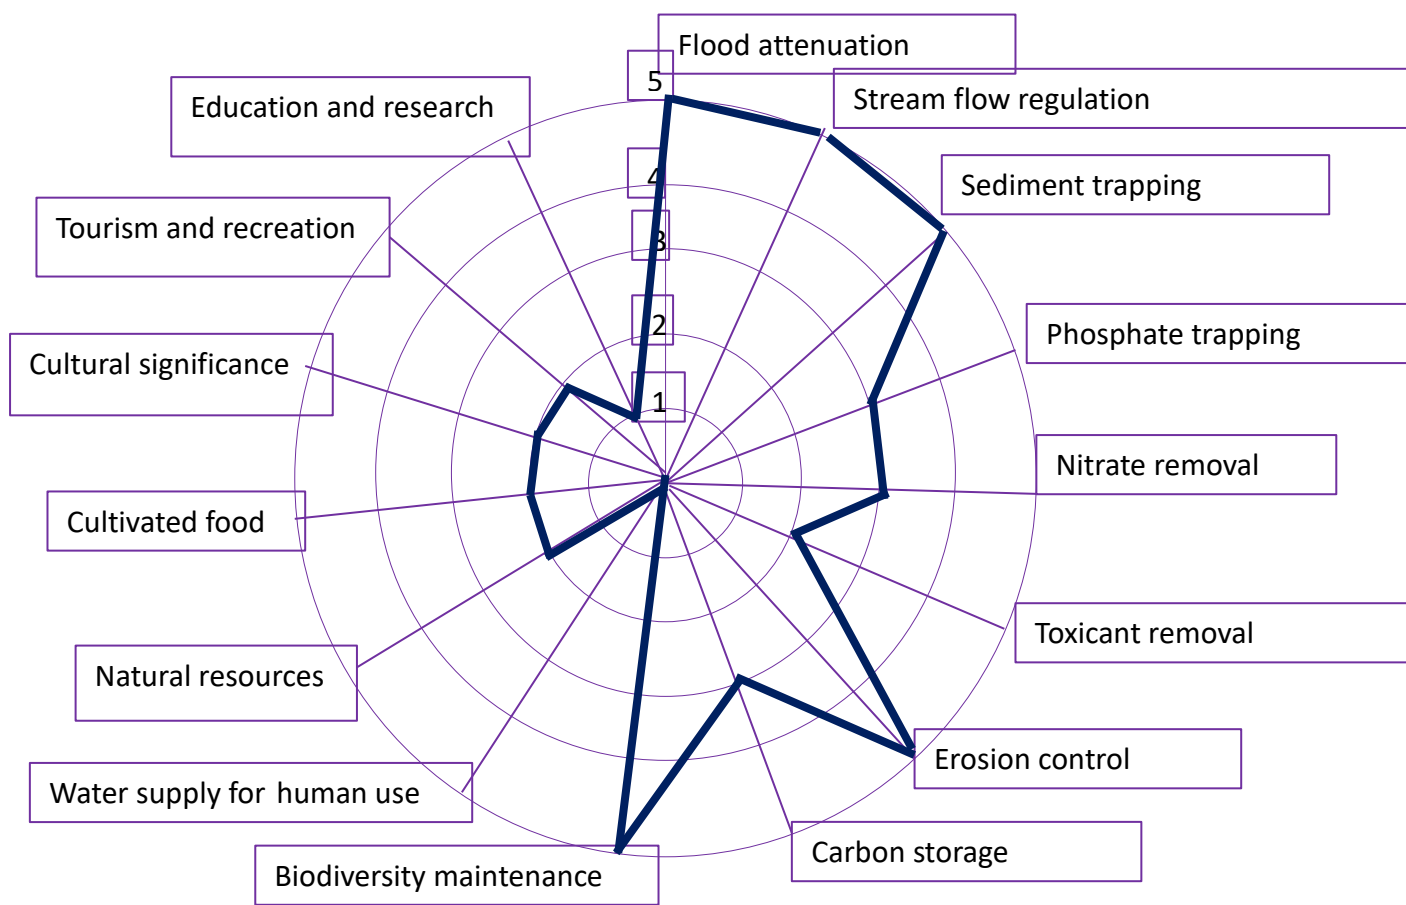 Flood attenuation
5
Education and research
Stream flow regulation
4
Sediment trapping
Tourism and recreation
3
2
Phosphate trapping
Cultural significance
1
Nitrate removal
Cultivated food
Toxicant removal
Natural resources
Erosion control
Water supply for human use
Carbon storage
Biodiversity maintenance